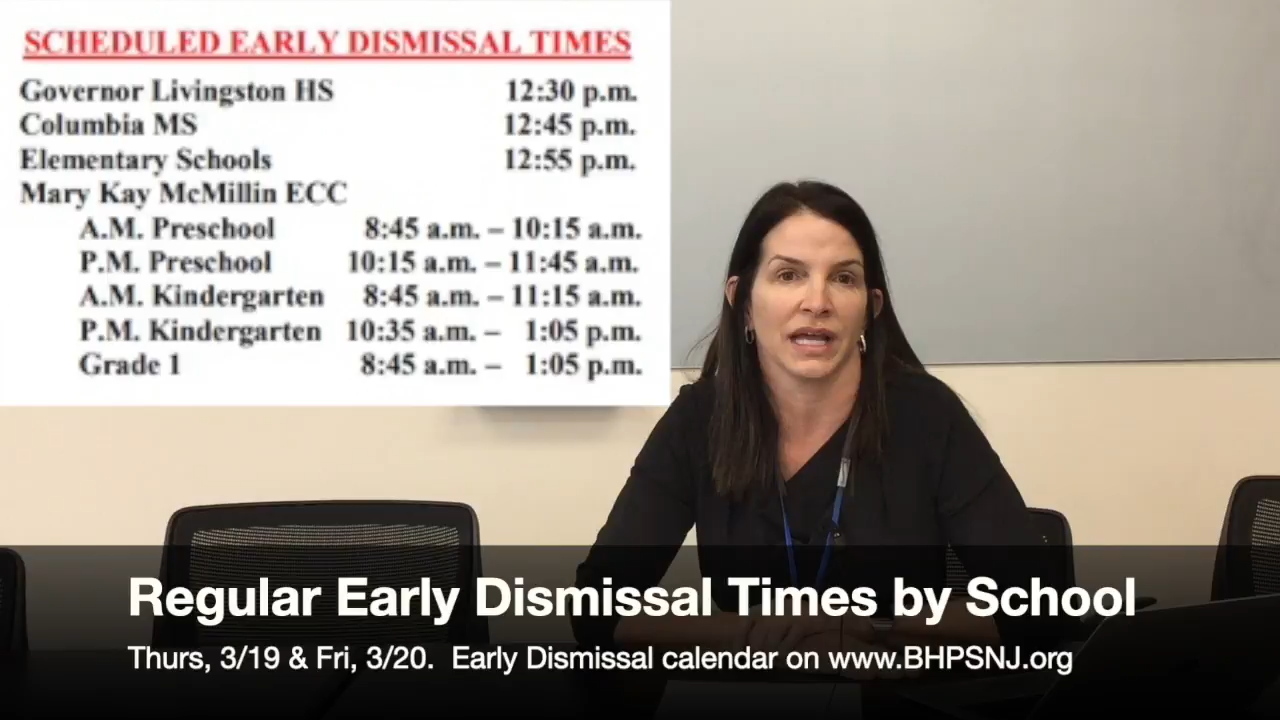 SCHEDULED EARLY DISMISSAL TIMES
Governor Livingston HS 12:30 p.m.
Columbia MS 12:45 p.m.
Elementary Schools 12:55 p.m.
Mary Kay McMillin ECC
A.M. Preschool 8:45 a.m. – 10:15 a.m.
P.M. Preschool 10:15 a.m. – 11:45 a.m.
A.M. Kindergarten 8:45 a.m. – 11:15 a.m.
P.M. Kindergarten 10:35 a.m. – 1:05 p.m.
Grade 1 8:45 a.m. – 1:05 p.m.
Regular Early Dismissal Times by School
Thurs, 3/19 & Fri, 3/20. Early Dismissal calendar on www.BHPSNJ.org